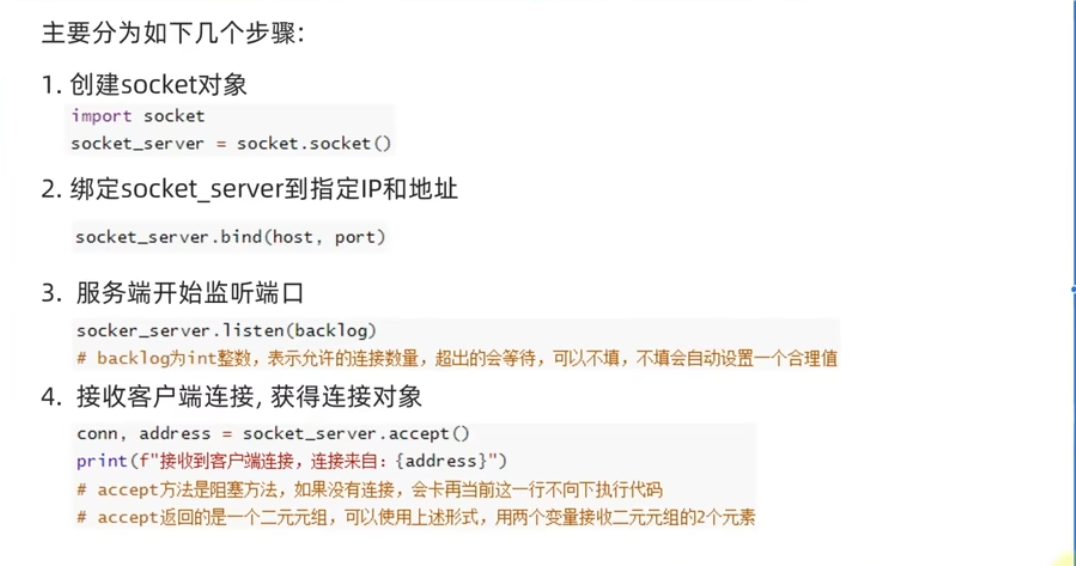 主要分为如下几个步骤:
1. 创建socket对象
import socket
socket_server = socket.socket()
2. 绑定socket_server到指定IP和地址
socket_server.bind(host, port)
3. 服务端开始监听端口
socker_server.listen(backlog)
# backlog为int整数，表示允许的连接数量，超出的会等待，可以不填，不填会自动设置一个合理值
4. 接收客户端连接, 获得连接对象
conn, address = socket_server.accept()
print(f"接收到客户端连接，连接来自：{address}")
# accept方法是阻塞方法，如果没有连接，会卡再当前这一行不向下执行代码
# accept返回的是一个二元元组，可以使用上述形式，用两个变量接收二元元组的2个元素